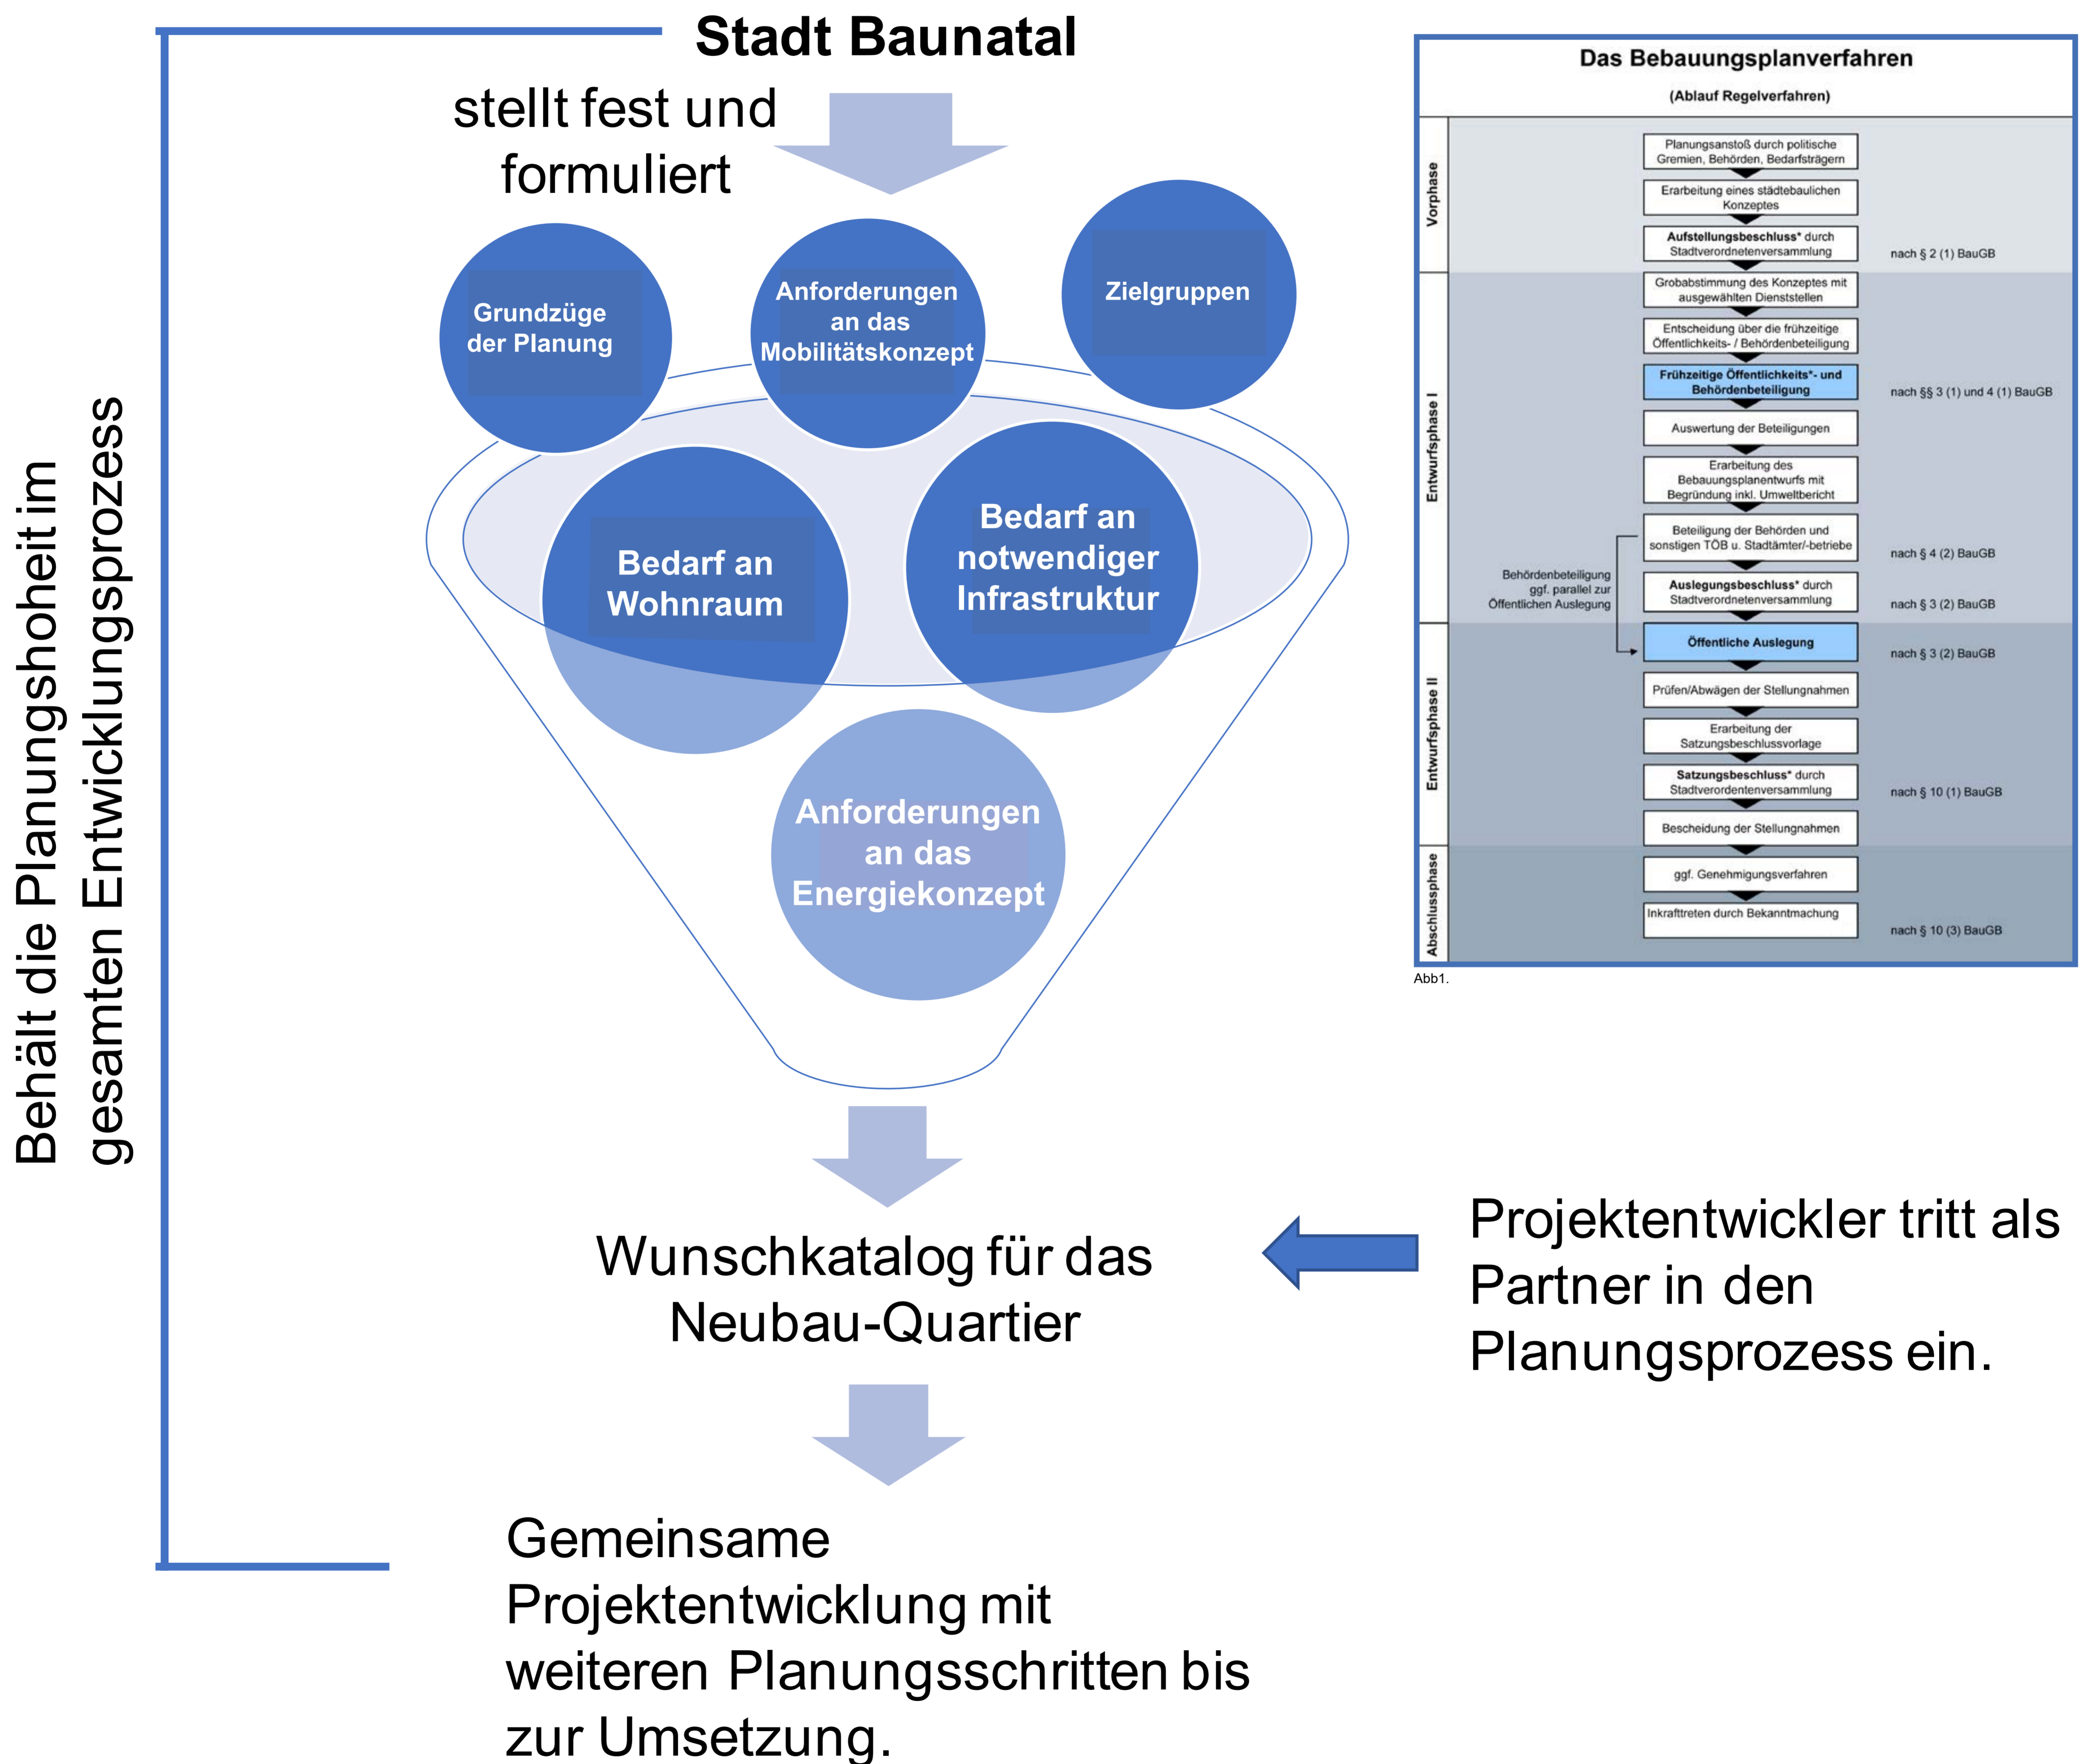 Stadt Baunatal
stellt fest und
formuliert
Grundzüge
der Planung
Anforderungen
an das
Mobilitätskonzept
Zielgruppen
Bedarf an
Wohnraum
Bedarf an
notwendiger
Infrastruktur
Anforderungen
an das
Energiekonzept
Wunschkatalog für das
Neubau-Quartier
Projektentwickler tritt als
Partner in den
Planungsprozess ein.
Gemeinsame
Projektentwicklung mit
weiteren Planungsschritten bis
zur Umsetzung.
Behält die Planungshoheit im
gesamten Entwicklungsprozess
Das Bebauungsplanverfahren
(Ablauf Regelverfahren)
Vorphase
Planungsanstoß durch politische
Gremien, Behörden, Bedarfsträgern
Erarbeitung eines städtebaulichen
Konzeptes
Aufstellungsbeschluss* durch
Stadtverordnetenversammlung
nach § 2 (1) BauGB
Entwurfsphase I
Grobabstimmung des Konzeptes mit
ausgewählten Dienststellen
Entscheidung über die frühzeitige
Öffentlichkeits- / Behördenbeteiligung
Frühzeitige Öffentlichkeits*- und
Behördenbeteiligung
nach §§ 3 (1) und 4 (1) BauGB
Auswertung der Beteiligungen
Erarbeitung des
Bebauungsplanentwurfs mit
Begründung inkl. Umweltbericht
Beteiligung der Behörden und
sonstigen TÖB u. Stadtämter/-betriebe
nach § 4 (2) BauGB
Behördenbeteiligung
ggf. parallel zur
Öffentlichen Auslegung
Auslegungsbeschluss* durch
Stadtverordnetenversammlung
nach § 3 (2) BauGB
Entwurfsphase II
Öffentliche Auslegung
nach § 3 (2) BauGB
Prüfen/Abwägen der Stellungnahmen
Erarbeitung der
Satzungsbeschlussvorlage
Satzungsbeschluss* durch
Stadtverordentenversammlung
nach § 10 (1) BauGB
Bescheidung der Stellungnahmen
Abschlussphase
ggf. Genehmigungsverfahren
Inkrafttreten durch Bekanntmachung
nach § 10 (3) BauGB
Abb1.